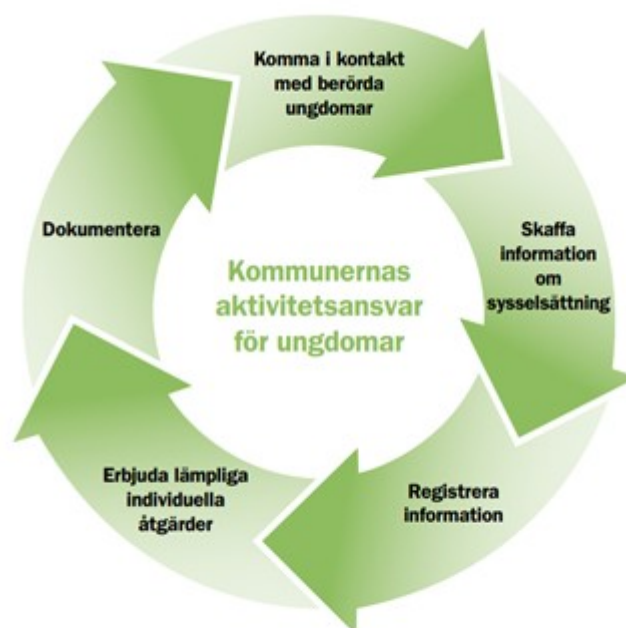 Komma i kontakt
med berörda
ungdomar
Skaffa
information
om
sysselsättning
Registrera
information
Erbjuda lämpliga
individuella
åtgärder
Dokumentera
Kommunernas
aktivitetsansvar
för ungdomar